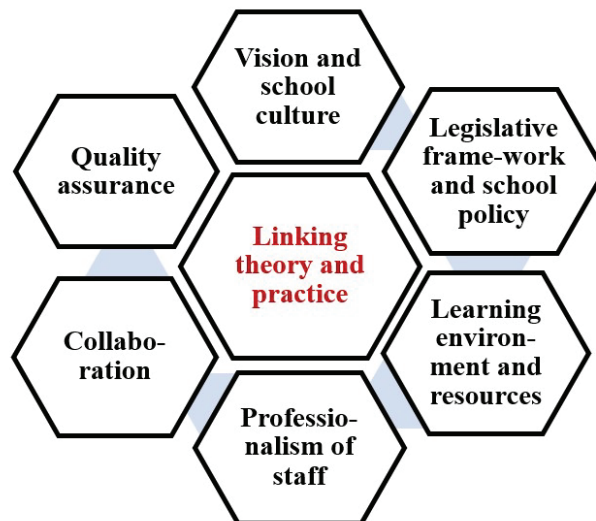 Vision and
school
culture
Legislative
frame-work
and school
policy
Quality
assurance
Linking
theory and
practice
Learning
environ-
ment and
resources
Collabo-
ration
Professio-
nalism of
staff